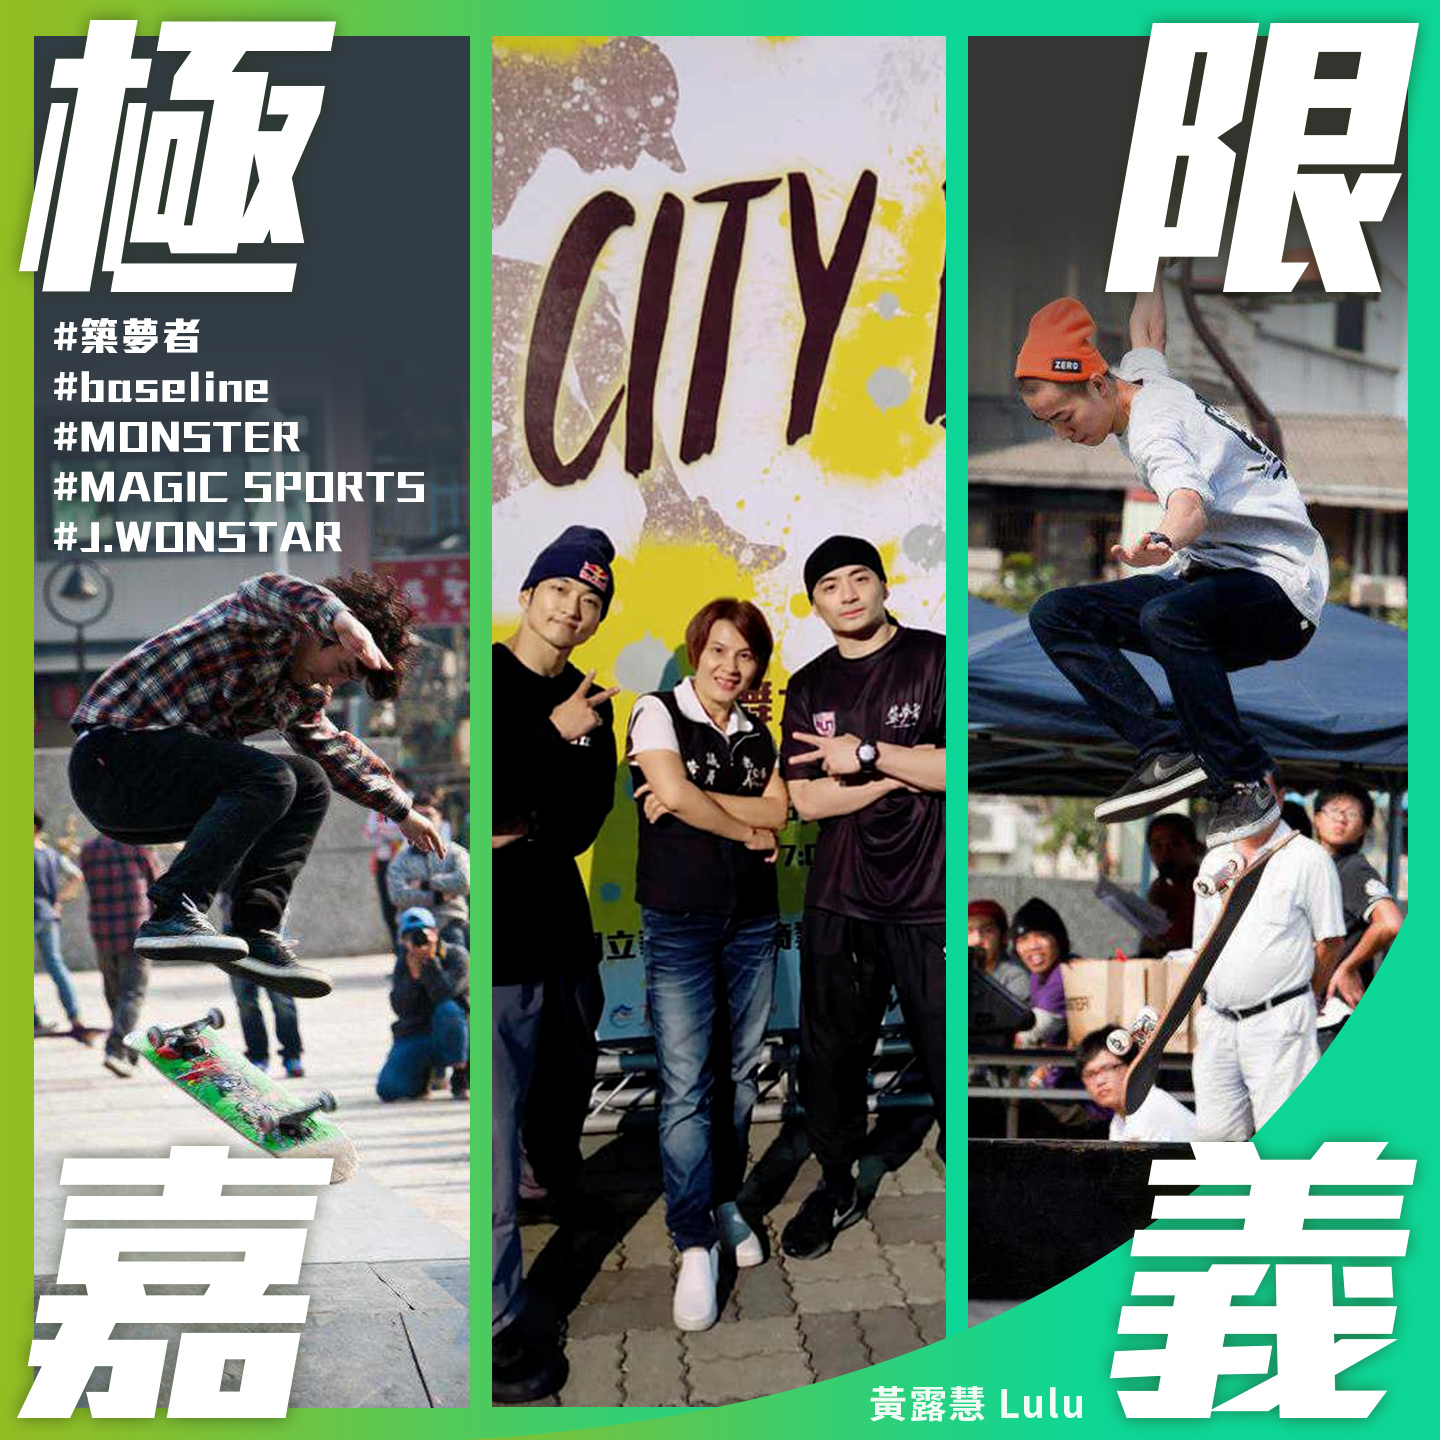 極
限
#築夢者
#baseline
#MONSTER
#MAGIC SPORTS
#J.WONSTAR
CITY
ZERO
嘉
義
黃露慧 Lulu